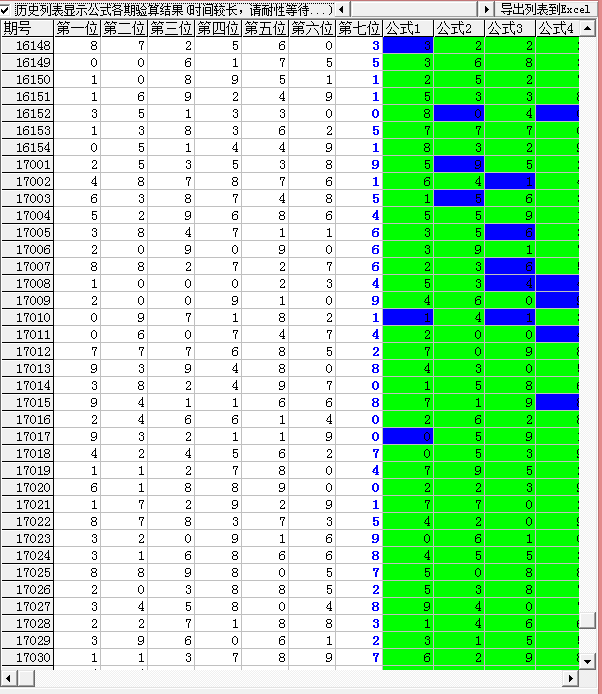 历史列表显示公式各期验算结果(时间较长，请耐性等待...) 导出列表到Excel
期号 第一位 第二位 第三位 第四位 第五位 第六位 第七位 公式1 公式2 公式3 公式4
16148 8 7 2 5 6 0 3 2 2
16149 0 0 6 1 7 5 5 3 6 8
16150 1 0 8 9 5 1 1 2 5 2
16151 1 6 9 2 4 9 1 5 3 3
16152 3 5 1 3 3 0 0 8 0 4
16153 1 3 8 3 6 2 5 7 7 7
16154 0 5 1 4 4 9 1 8 3 2
17001 2 5 3 5 3 8 9 5 9 5
17002 4 8 7 8 7 6 1 6 4 1
17003 6 3 8 7 4 8 5 1 5 6
17004 5 2 9 6 8 6 4 5 5 9
17005 3 8 4 7 1 1 6 3 5 6
17006 2 0 9 0 9 0 6 3 9 1
17007 8 8 2 7 2 7 6 2 3 6
17008 1 0 0 0 2 3 4 5 3 4
17009 2 0 0 9 1 0 9 4 6 0
17010 0 9 7 1 8 2 1 1 4 1
17011 0 6 0 7 4 7 4 2 0 0
17012 7 7 7 6 8 5 2 7 0 9
17013 9 3 9 4 8 0 8 4 3 0
17014 3 8 2 4 9 7 0 1 5 8
17015 9 4 1 1 6 6 8 7 1 9
17016 2 4 6 6 1 4 0 2 6 2
17017 9 3 2 1 1 9 0 0 5 9
17018 4 2 4 5 6 2 7 0 5 3
17019 1 1 2 7 8 0 4 7 9 5
17020 6 1 8 8 9 0 0 2 2 3
17021 1 7 2 9 2 9 1 7 7 0
17022 8 7 8 3 7 3 5 4 2 0
17023 3 2 0 9 1 6 9 0 6 1
17024 3 1 6 8 6 6 8 4 5 5
17025 8 8 9 8 0 5 7 5 0 8
17026 2 0 3 8 8 5 2 5 3 8
17027 3 4 5 8 0 4 8 9 4 0
17028 2 2 7 1 8 8 3 1 4 6
17029 3 9 6 0 6 1 2 3 1 5
17030 1 1 3 7 8 9 7 6 2 9